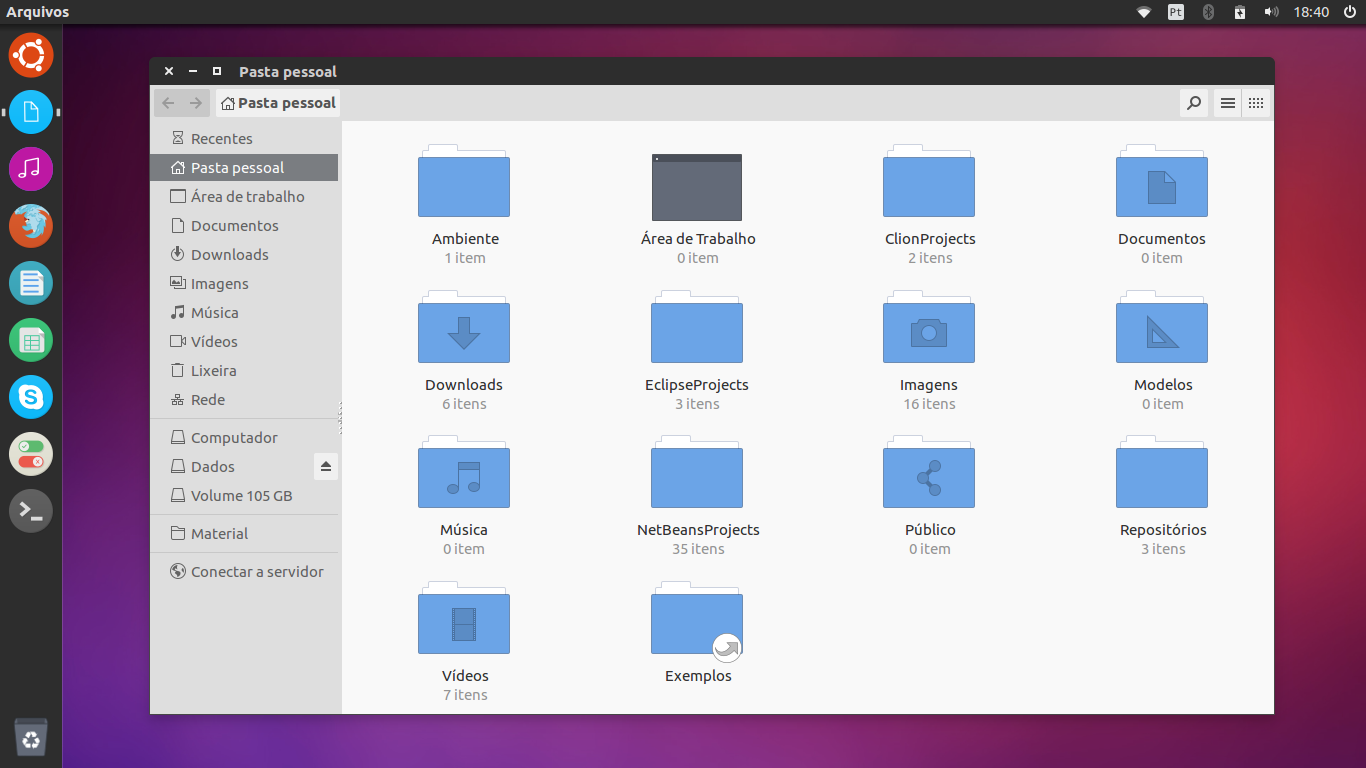 Arquivos
Pt
18:40
Pasta pessoal
Pasta pessoal
Recentes
Pasta pessoal
Área de trabalho
Documentos
Downloads
Imagens
Música
Vídeos
Lixeira
Rede
Computador
Dados
Volume 105 GB
Material
Conectar a servidor
Ambiente
1 item
Área de Trabalho
0 item
ClionProjects
2 itens
Documentos
0 item
Downloads
6 itens
EclipseProjects
3 itens
Imagens
16 itens
Modelos
0 item
Música
0 item
NetBeansProjects
35 itens
Público
0 item
Repositórios
3 itens
Vídeos
7 itens
Exemplos